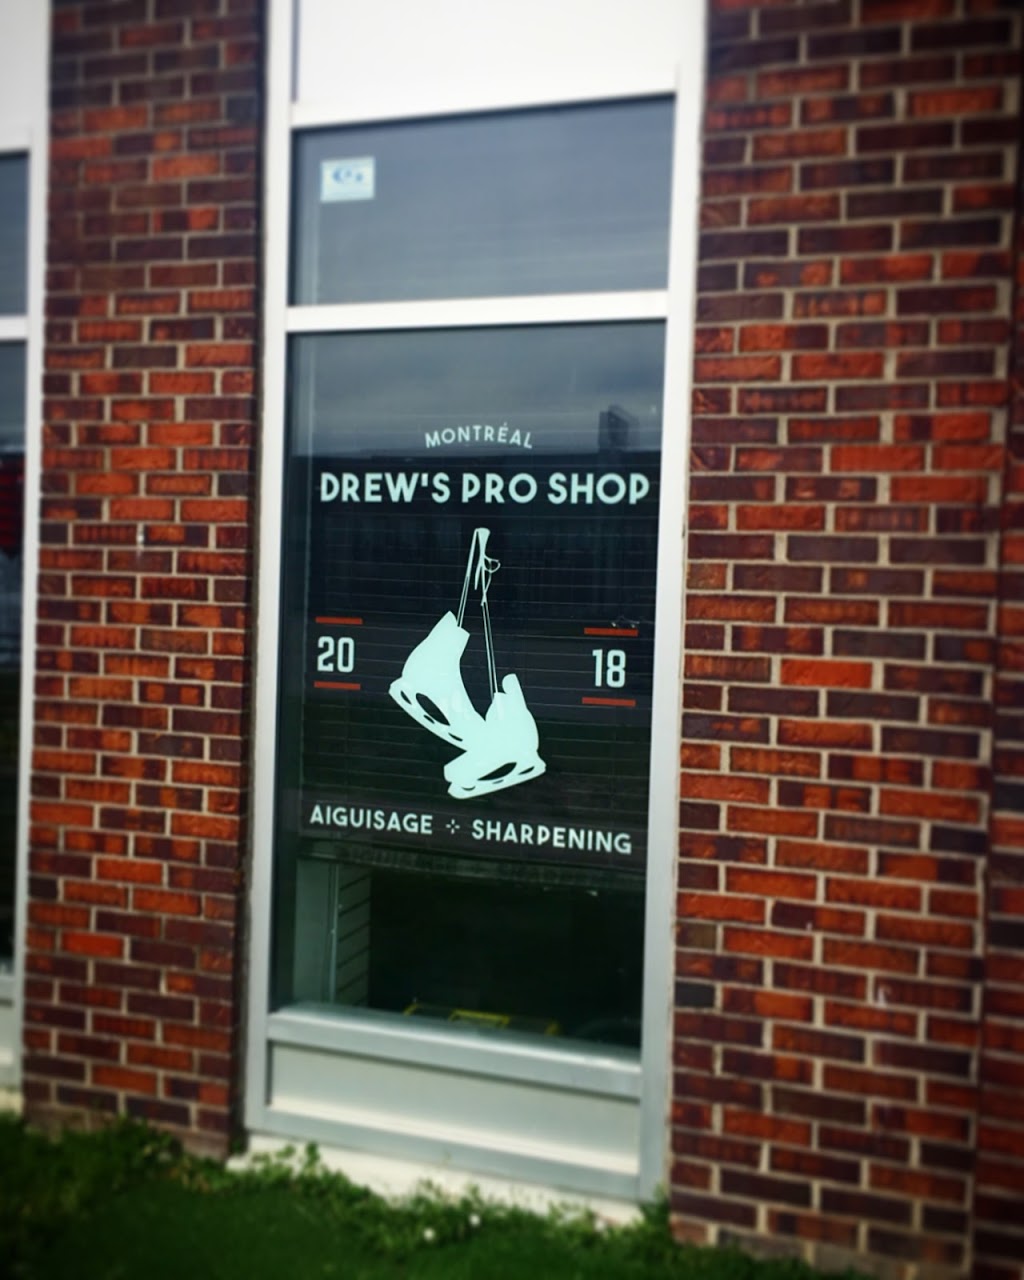 MONTRÉAL
DREW'S PRO SHOP
20 18
AIGUISAGE SHARPENING